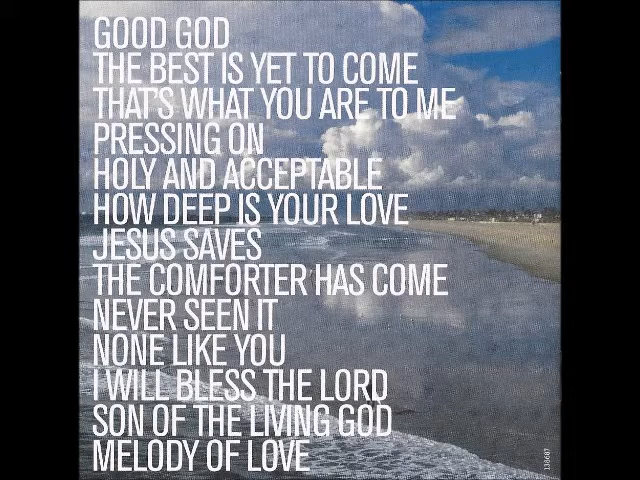 GOOD GOD
THE BEST IS YET TO COME
THAT'S WHAT YOU ARE TO ME
PRESSING ON
HOLY AND ACCEPTABLE
HOW DEEP IS YOUR LOVE
JESUS SAVES
THE COMFORTER HAS COME
NEVER SEEN IT
NONE LIKE YOU
I WILL BLESS THE LORD
SON OF THE LIVING GOD
MELODY OF LOVE